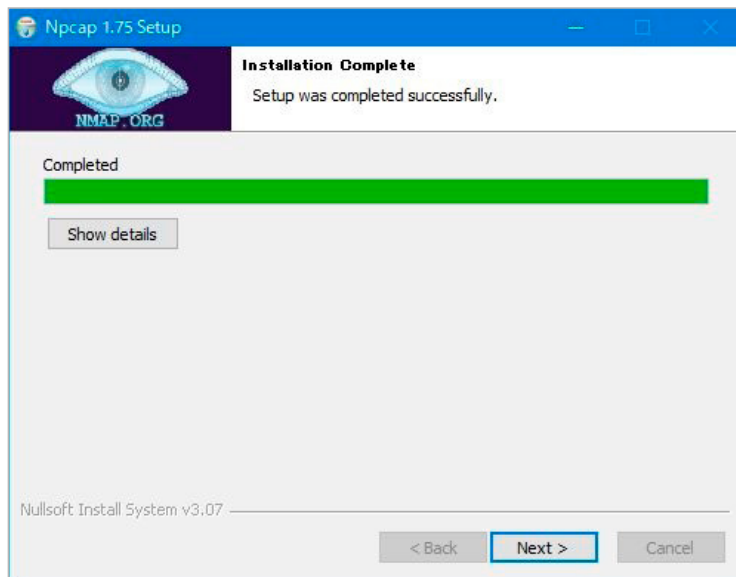 Npcap 1.75 Setup
NMAP.ORG
Installation Complete
Setup was completed successfully.
Completed
Show details
Nullsoft Install System v3.07
< Back
Next >
Cancel